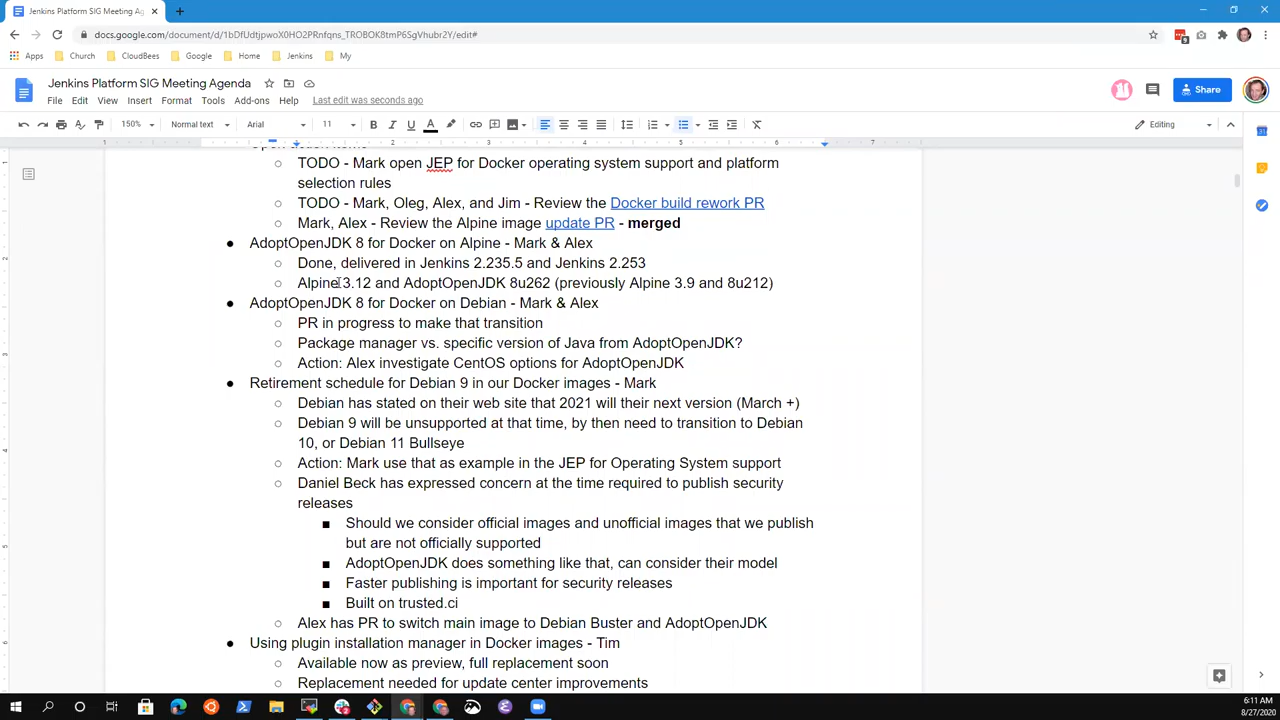 Jenkins Platform SIG Meeting Agenda
docs.google.com/document/d/1bDfUdtjpwoX0HO2PRnfqns_TROBOK8tmP6SgVhubr2Y/edit#
Apps Church CloudBees Google Home Jenkins My
Jenkins Platform SIG Meeting Agenda
Share
File Edit View Insert Format Tools Add-ons Help Last edit was seconds ago
150% Normal text Arial 11 B I U A Editing
1 2 3 4 5 6 7
Open action items
TODO - Mark open JEP for Docker operating system support and platform
selection rules
TODO - Mark, Oleg, Alex, and Jim - Review the Docker build rework PR
Mark, Alex - Review the Alpine image update PR - merged
AdoptOpenJDK 8 for Docker on Alpine - Mark & Alex
Done, delivered in Jenkins 2.235.5 and Jenkins 2.253
Alpine 3.12 and AdoptOpenJDK 8u262 (previously Alpine 3.9 and 8u212)
AdoptOpenJDK 8 for Docker on Debian - Mark & Alex
PR in progress to make that transition
Package manager vs. specific version of Java from AdoptOpenJDK?
Action: Alex investigate CentOS options for AdoptOpenJDK
Retirement schedule for Debian 9 in our Docker images - Mark
Debian has stated on their web site that 2021 will their next version (March +)
Debian 9 will be unsupported at that time, by then need to transition to Debian
10, or Debian 11 Bullseye
Action: Mark use that as example in the JEP for Operating System support
Daniel Beck has expressed concern at the time required to publish security
releases
Should we consider official images and unofficial images that we publish
but are not officially supported
AdoptOpenJDK does something like that, can consider their model
Faster publishing is important for security releases
Built on trusted.ci
Alex has PR to switch main image to Debian Buster and AdoptOpenJDK
Using plugin installation manager in Docker images - Tim
Available now as preview, full replacement soon
Replacement needed for update center improvements
6:11 AM
8/27/2020